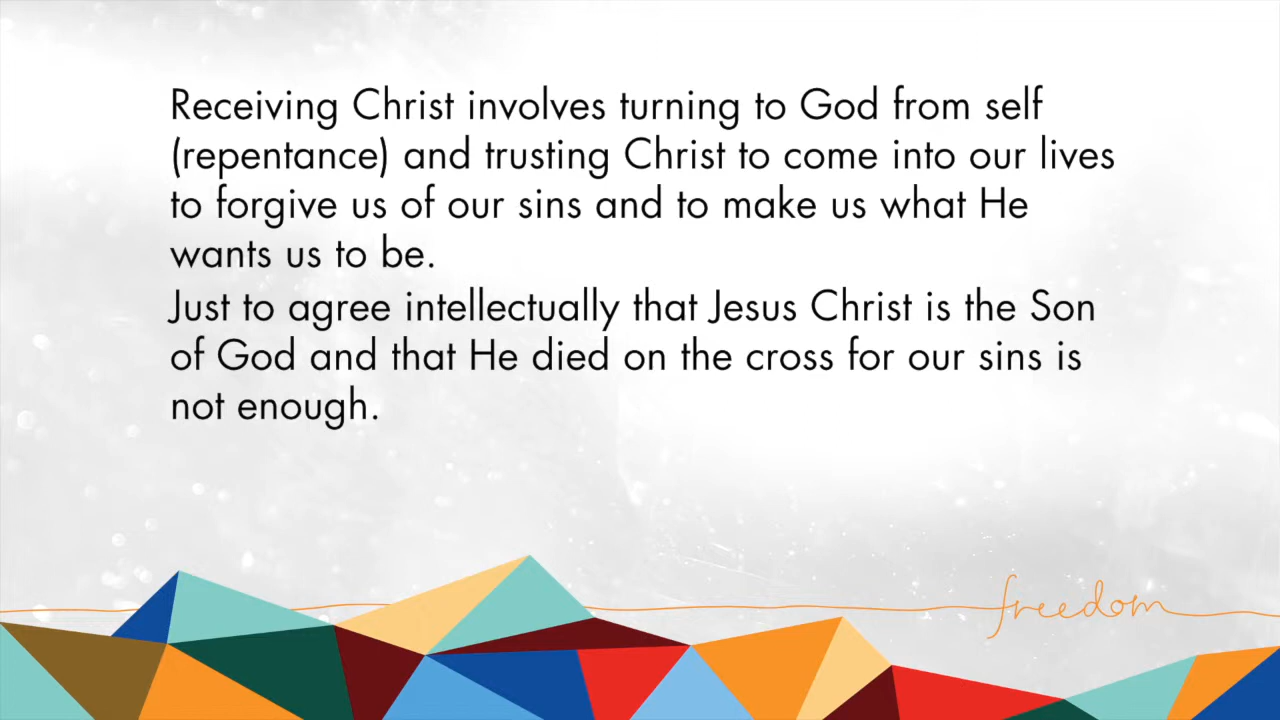 Receiving Christ involves turning to God from self
(repentance) and trusting Christ to come into our lives
to forgive us of our sins and to make us what He
wants us to be.
Just to agree intellectually that Jesus Christ is the Son
of God and that He died on the cross for our sins is
not enough.
freedom